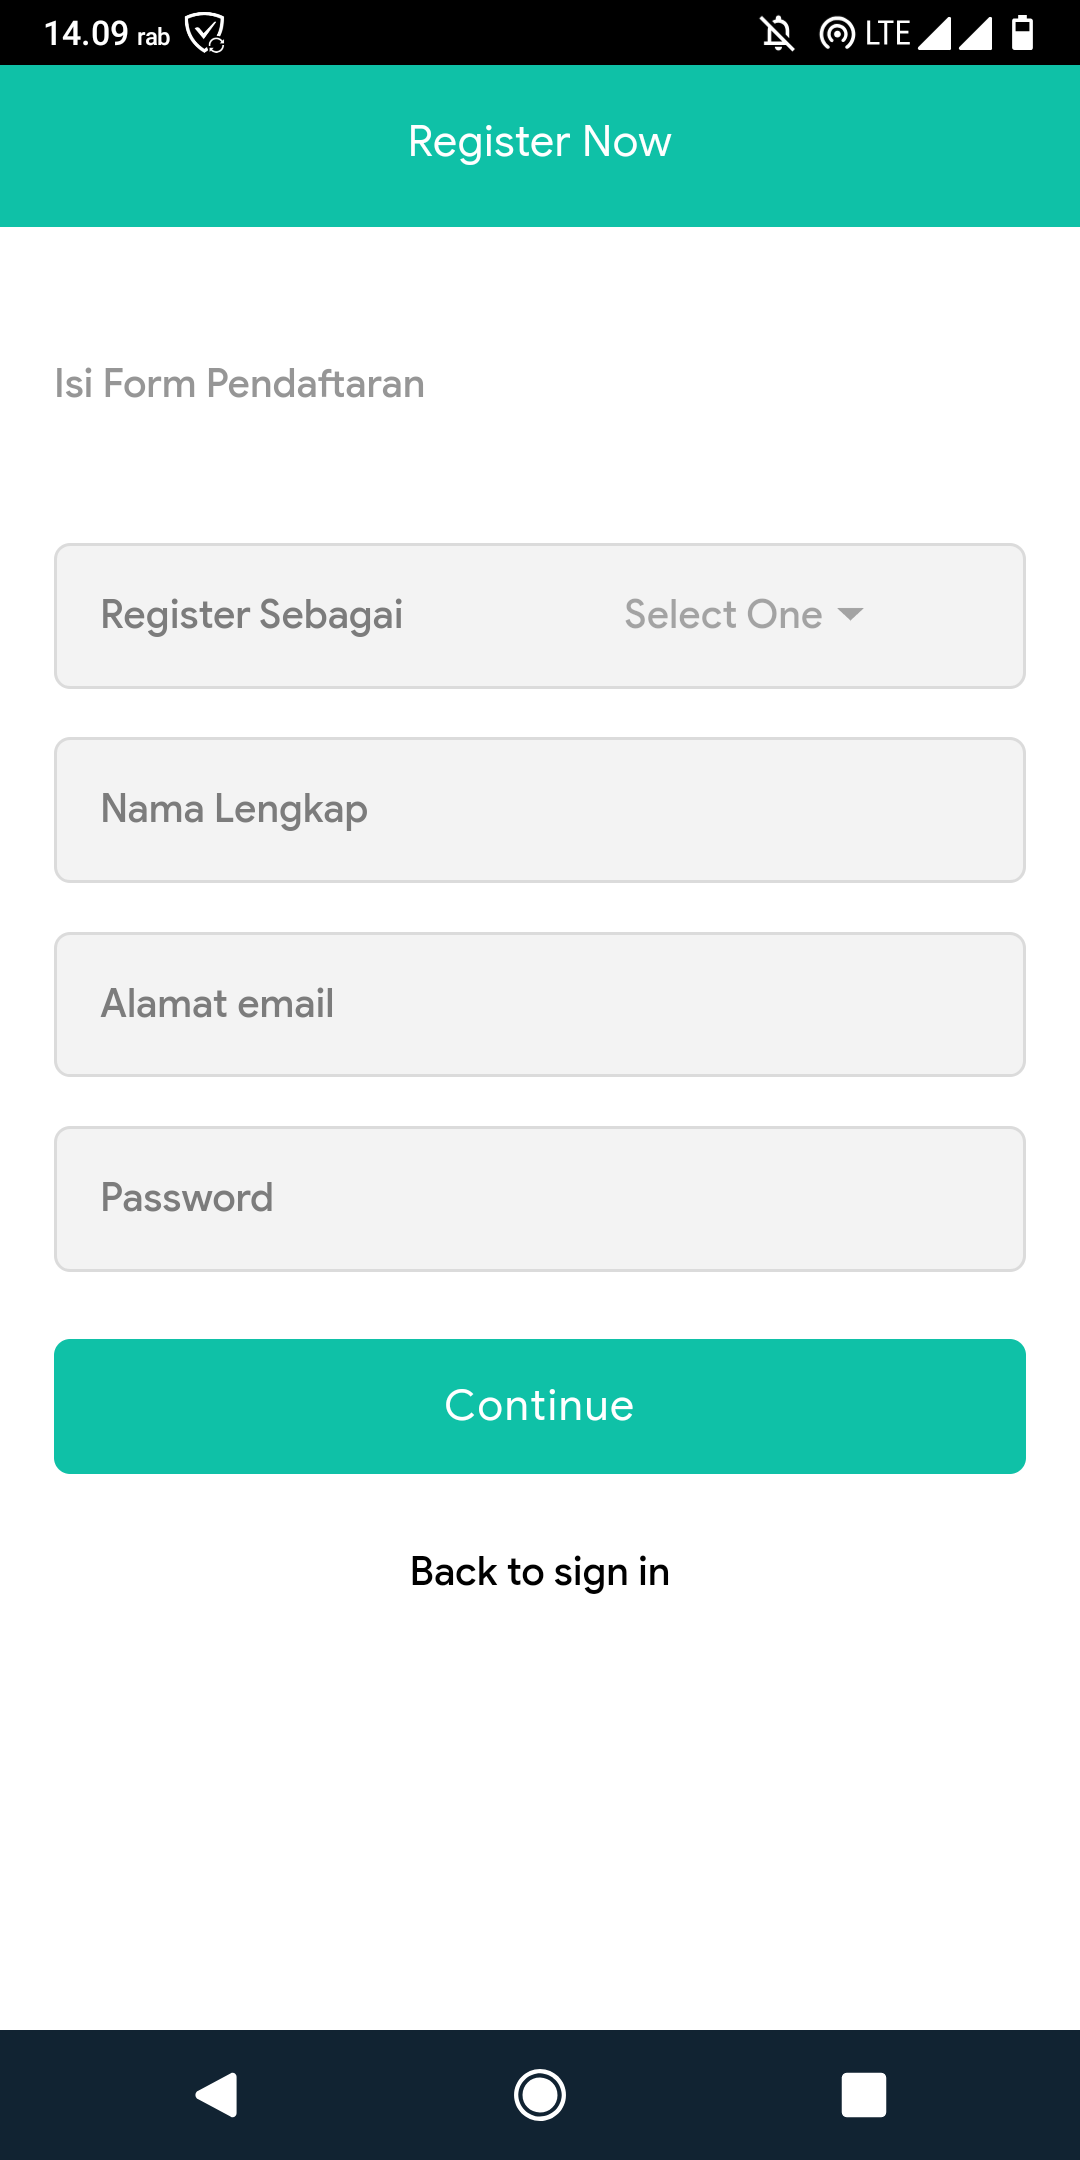 14.09 rab LTE
Register Now
Isi Form Pendaftaran
Register Sebagai Select One
Nama Lengkap
Alamat email
Password
Continue
Back to sign in